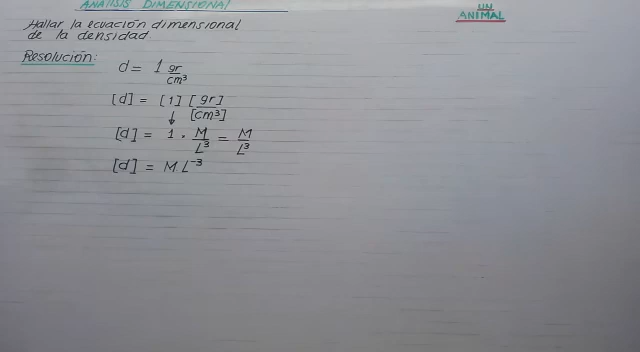 ANALISIS DIMENSIONAL
UN
ANIMAL
Hallar la ecuación dimensional
de la densidad.
Resolución:
d = 1 gr/cm³
[d] = [1] [gr]/[cm³]
↓
[d] = 1 · M/L³ = M/L³
[d] = M L⁻³